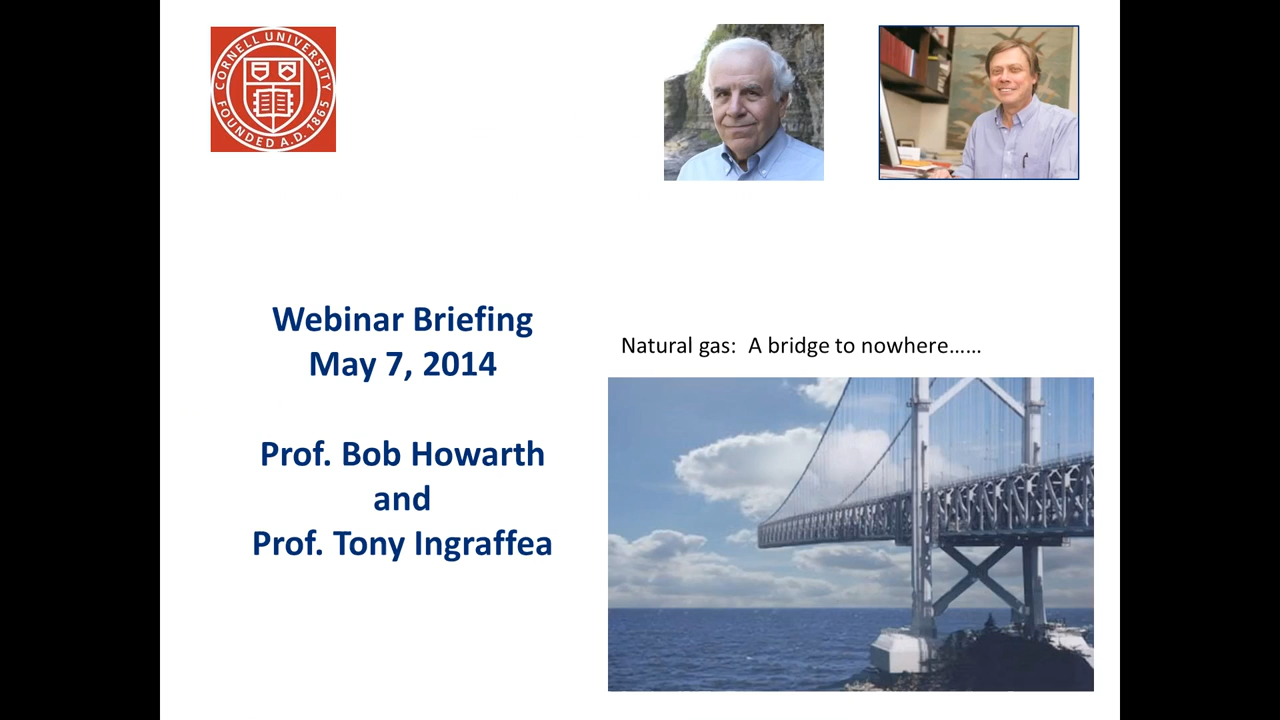 CORNELL UNIVERSITY
FOUNDED A.D. 1865
Webinar Briefing
May 7, 2014
Prof. Bob Howarth
and
Prof. Tony Ingraffea
Natural gas:  A bridge to nowhere……